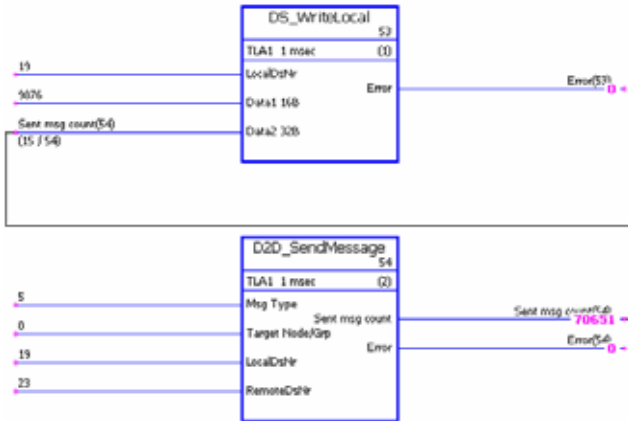 DS_WriteLocal
53
TLA1 1 msec (1)
19
LocalDsNr
Error
Error(53)
0
9876
Data1 16B
Sent msg count(54)
Data2 32B
(15 / 54)
D2D_SendMessage
54
TLA1 1 msec (2)
5
Msg Type
Sent msg count
Sent msg count(54)
70651
0
Target Node/Grp
Error
Error(54)
0
19
LocalDsNr
23
RemoteDsNr